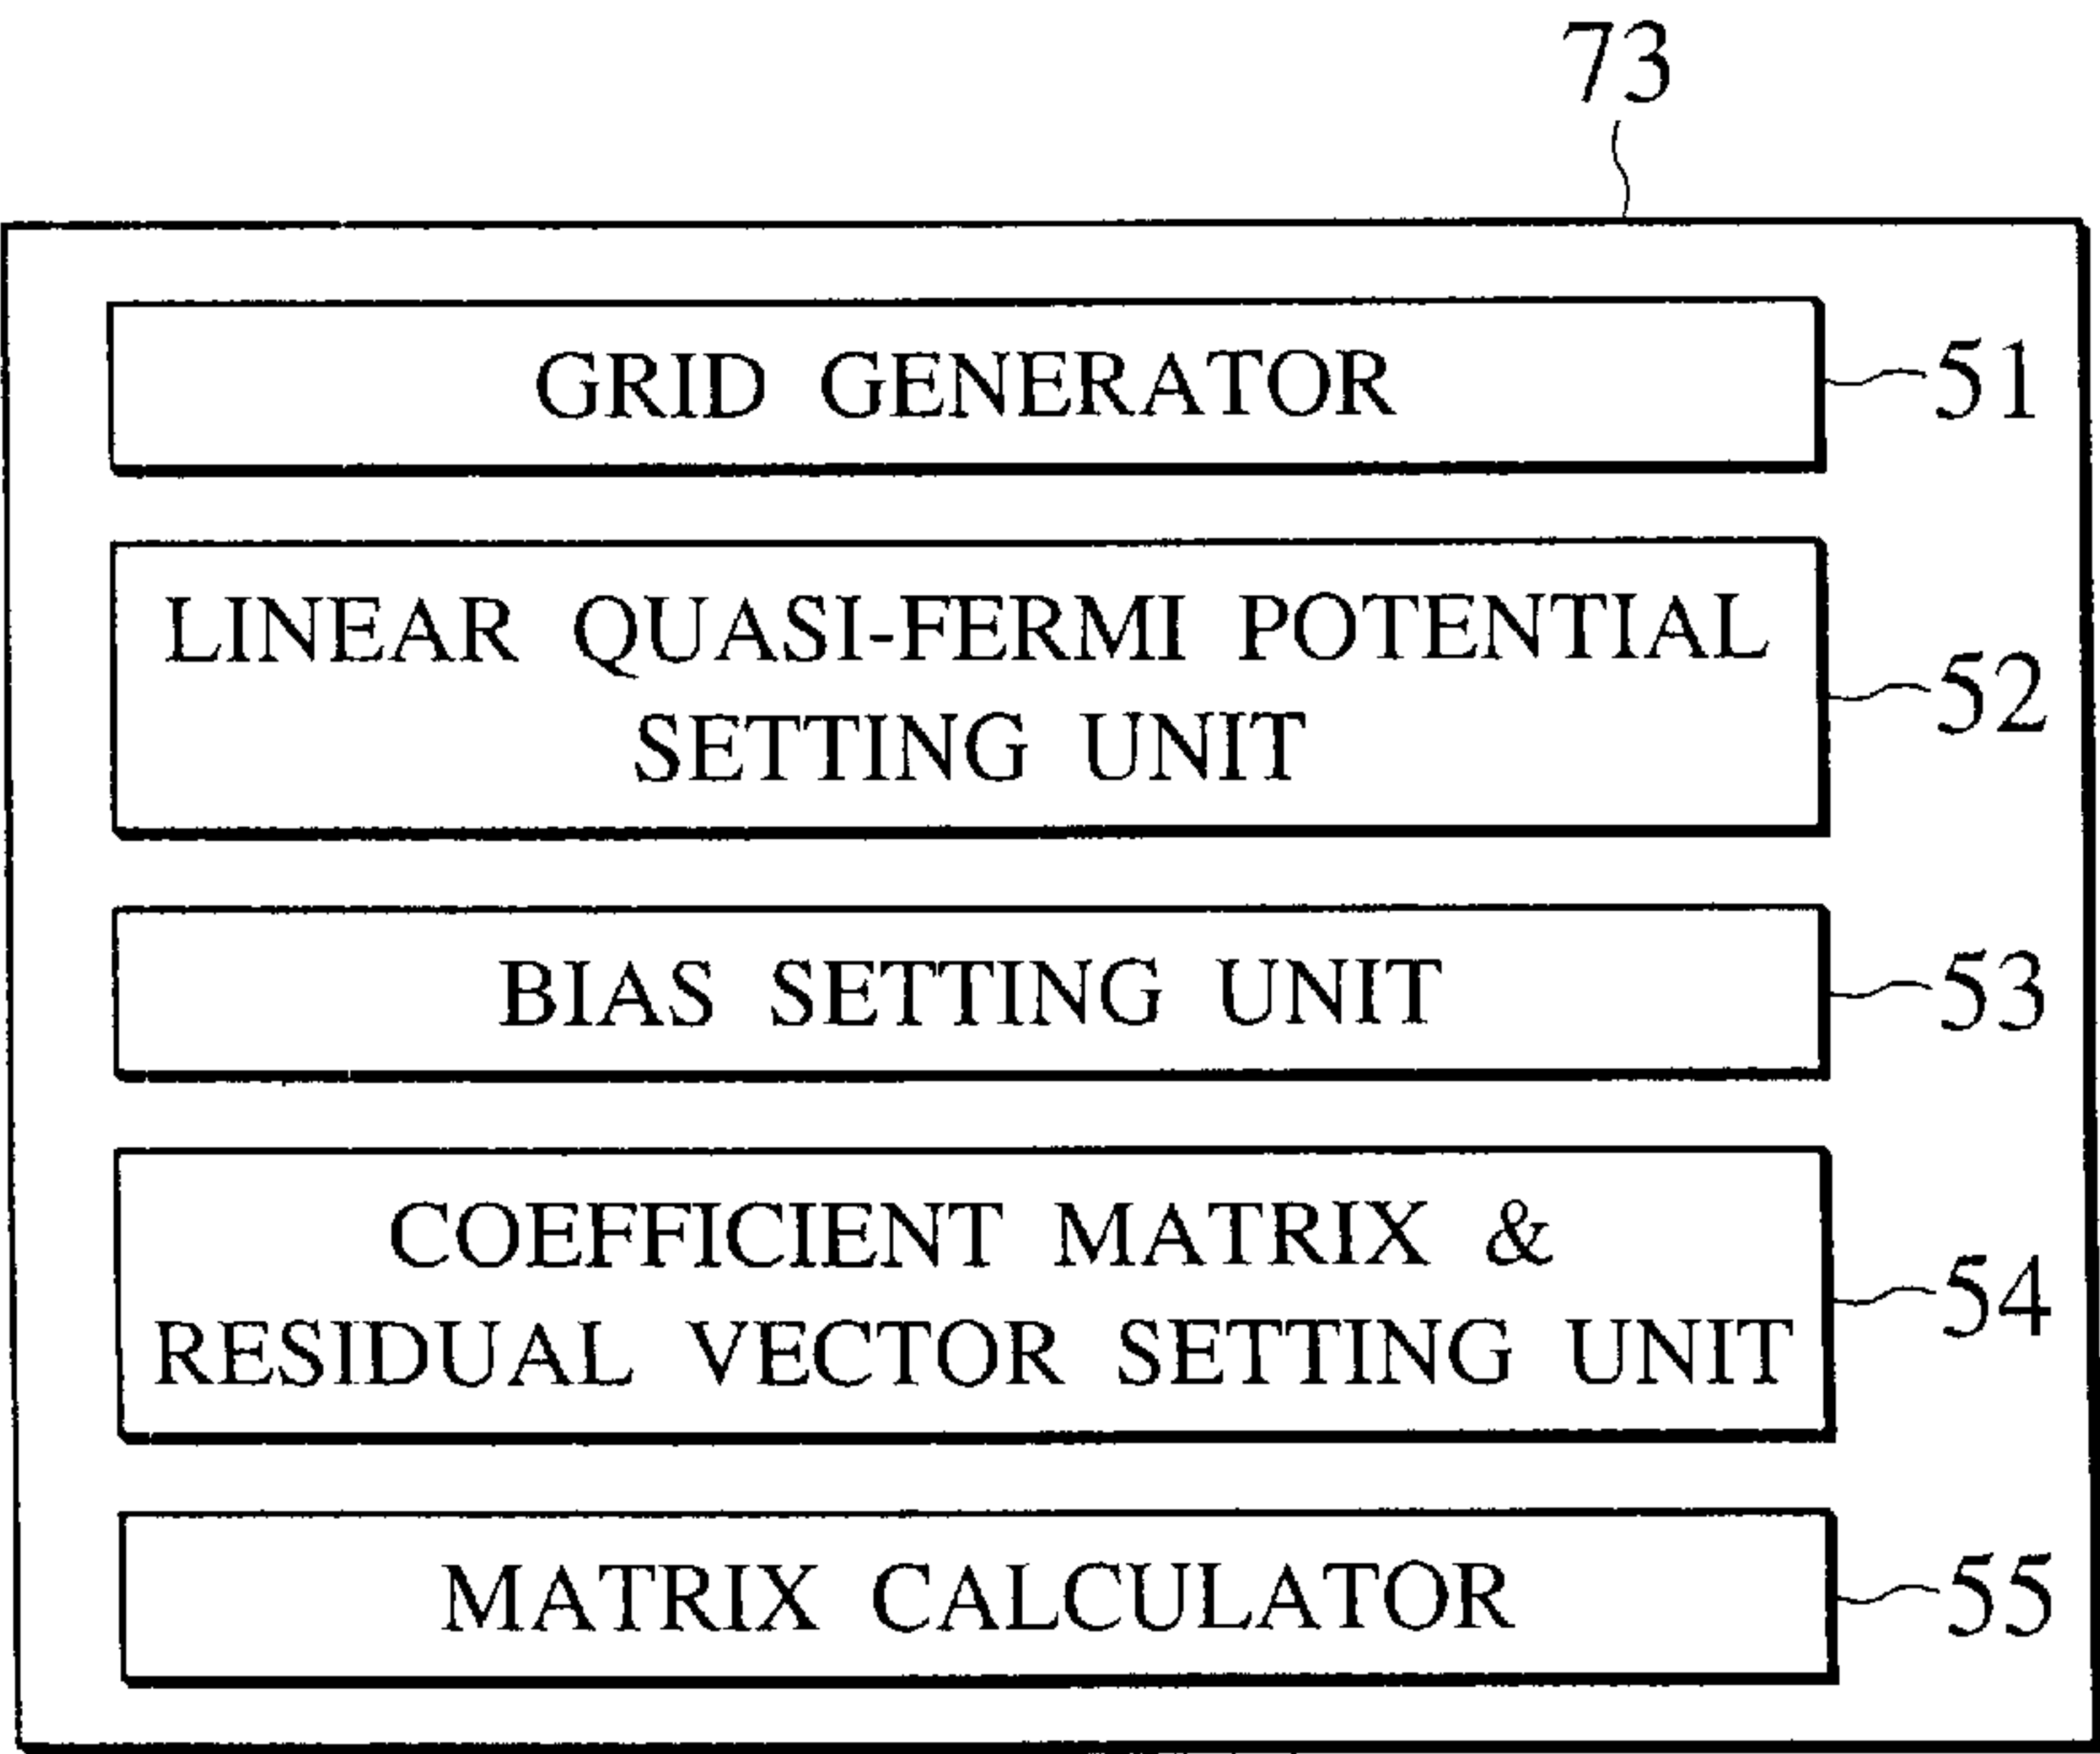 73
GRID GENERATOR
51
LINEAR QUASI-FERMI POTENTIAL
SETTING UNIT
52
BIAS SETTING UNIT
53
COEFFICIENT MATRIX &
RESIDUAL VECTOR SETTING UNIT
54
MATRIX CALCULATOR
55